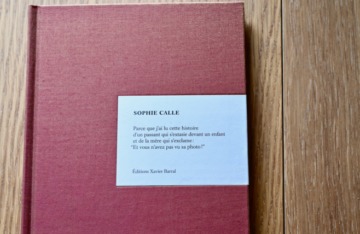 SOPHIE CALLE
Parce que j'ai lu cette histoire
d'un passant qui s'extasie devant un enfant
et de la mère qui s'exclame:
"Et vous n'avez pas vu sa photo!"
Éditions Xavier Barral